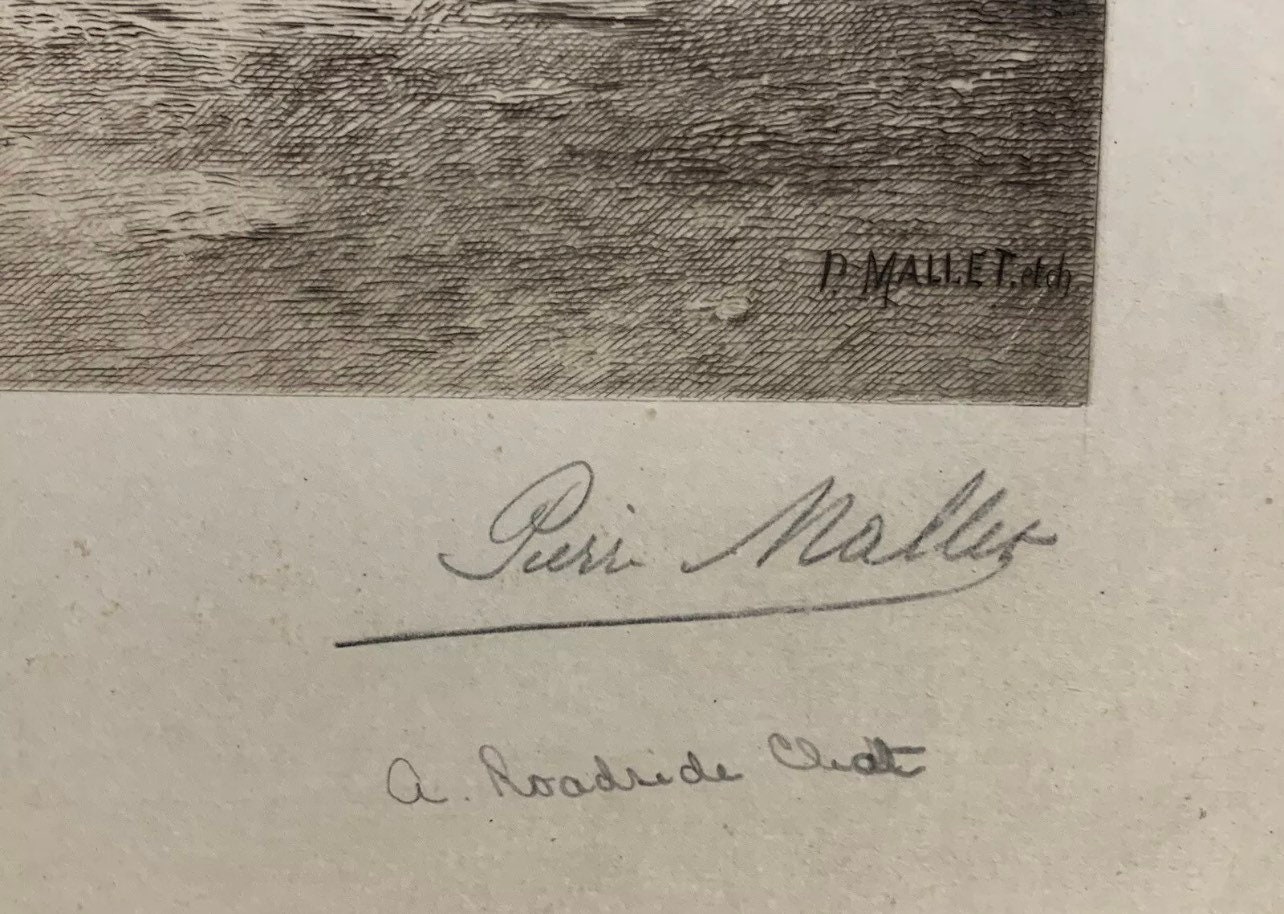 P. MALLET. etch
Pierre Mallet
A. Roadside Chat